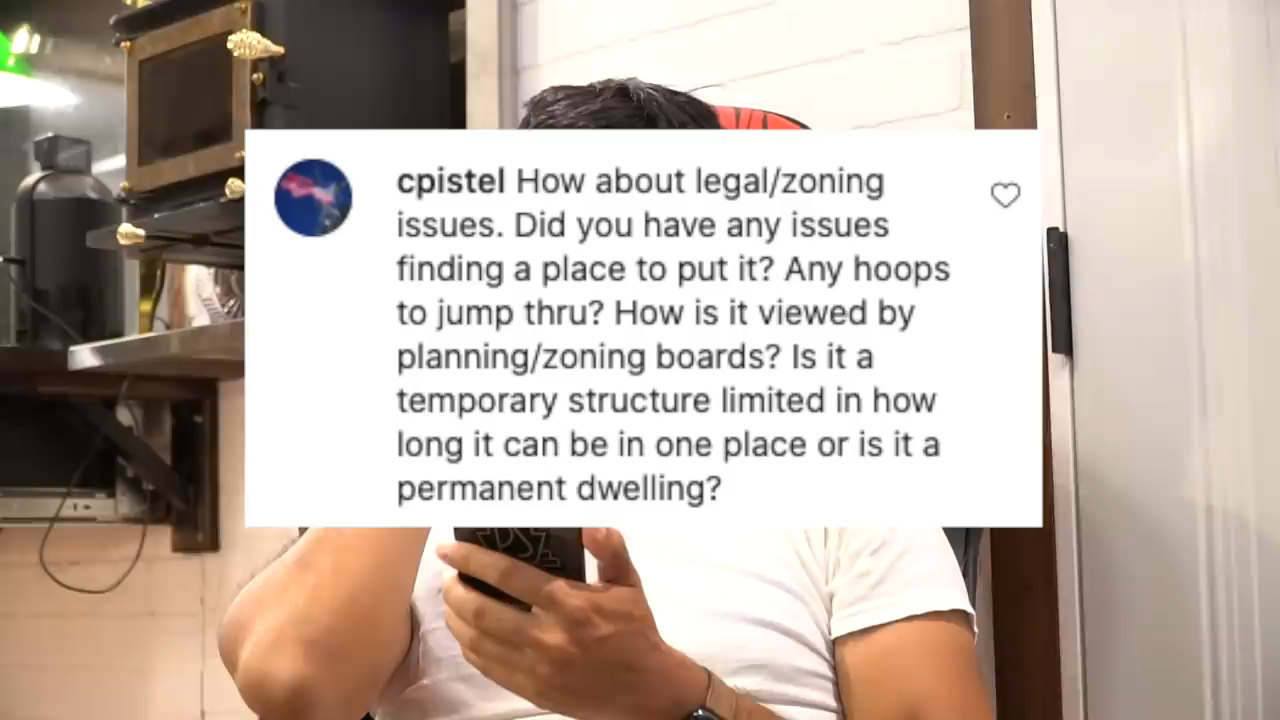 cpistel How about legal/zoning
issues. Did you have any issues
finding a place to put it? Any hoops
to jump thru? How is it viewed by
planning/zoning boards? Is it a
temporary structure limited in how
long it can be in one place or is it a
permanent dwelling?